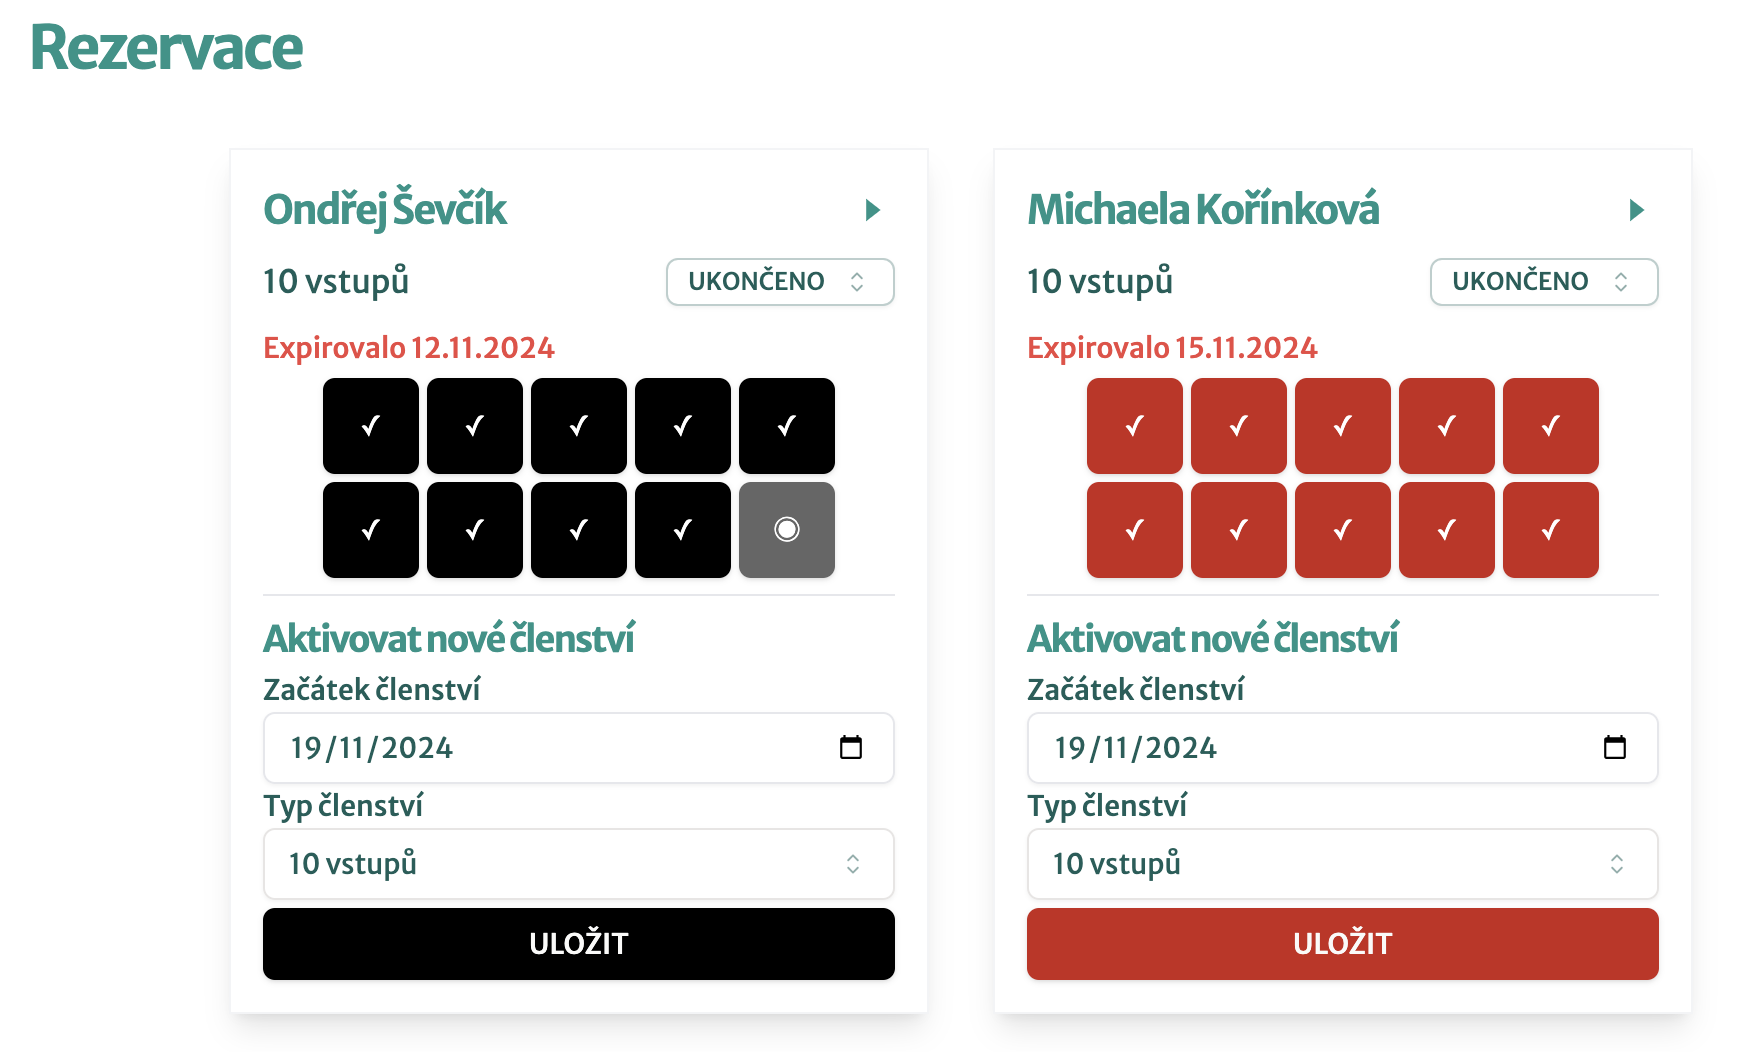 Rezervace
Ondřej Ševčík
10 vstupů
UKONČENO
Expirovalo 12.11.2024
✓ ✓ ✓ ✓ ✓
✓ ✓ ✓ ✓
Aktivovat nové členství
Začátek členství
19/11/2024
Typ členství
10 vstupů
ULOŽIT
Michaela Kořínková
10 vstupů
UKONČENO
Expirovalo 15.11.2024
✓ ✓ ✓ ✓ ✓
✓ ✓ ✓ ✓ ✓
Aktivovat nové členství
Začátek členství
19/11/2024
Typ členství
10 vstupů
ULOŽIT